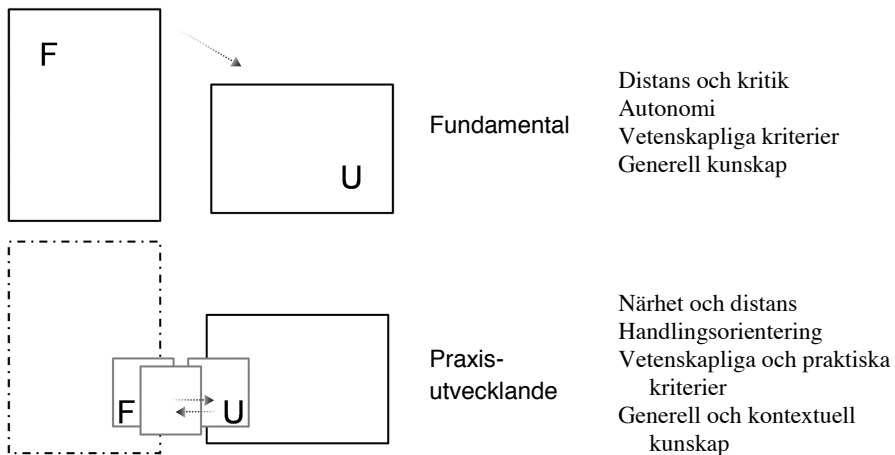 F
U
Fundamental
Distans och kritik
Autonomi
Vetenskapliga kriterier
Generell kunskap
F
U
Praxis-
utvecklande
Närhet och distans
Handlingsorientering
Vetenskapliga och praktiska
kriterier
Generell och kontextuell
kunskap